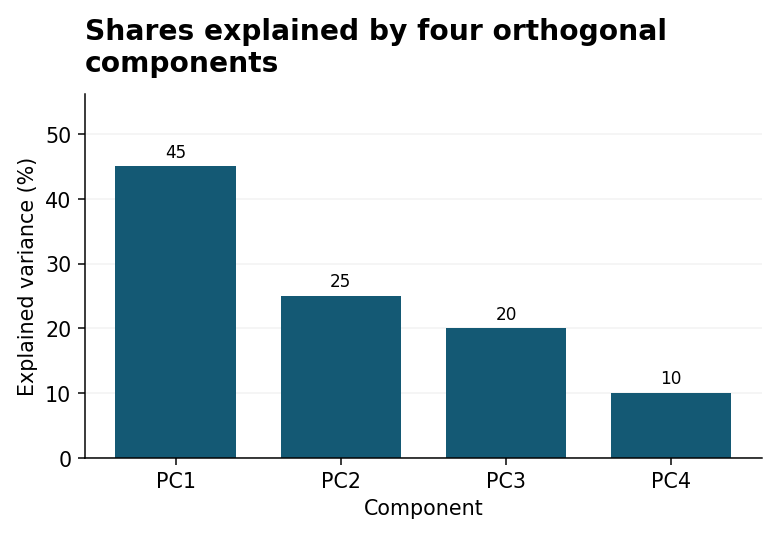 Shares explained by four orthogonal
components
Explained variance (%)
50
40
30
20
10
0
45
25
20
10
PC1
PC2
PC3
PC4
Component